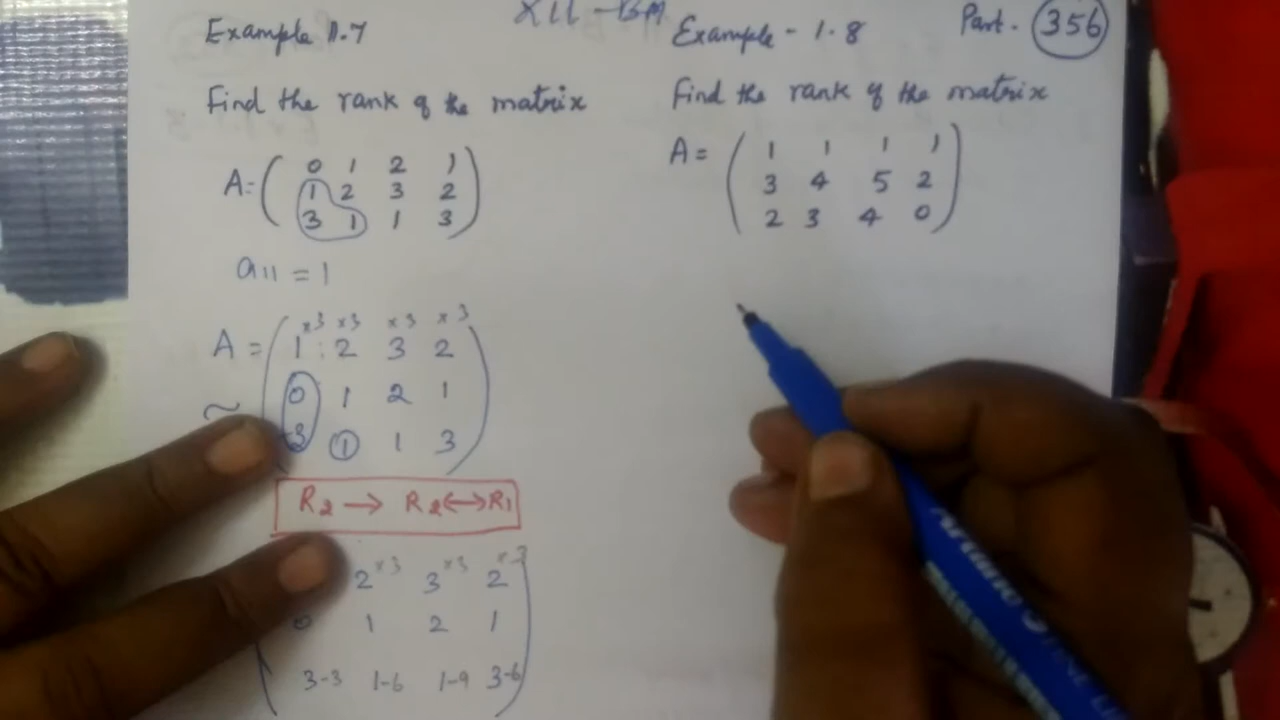 XII - BM
Part. 356
Example 1.7
Find the rank of the matrix
A = ( 0 1 2 1
1 2 3 2
3 1 1 3 )
a11 = 1
×3 ×3 ×3 ×3
A = ( 1 2 3 2
~ 0 1 2 1
3 1 1 3 )
R2 → R2 ↔ R1
2×3 3×3 2×3
0 1 2 1
3-3 1-6 1-9 3-6
Example - 1.8
Find the rank of the matrix
A = ( 1 1 1 1
3 4 5 2
2 3 4 0 )